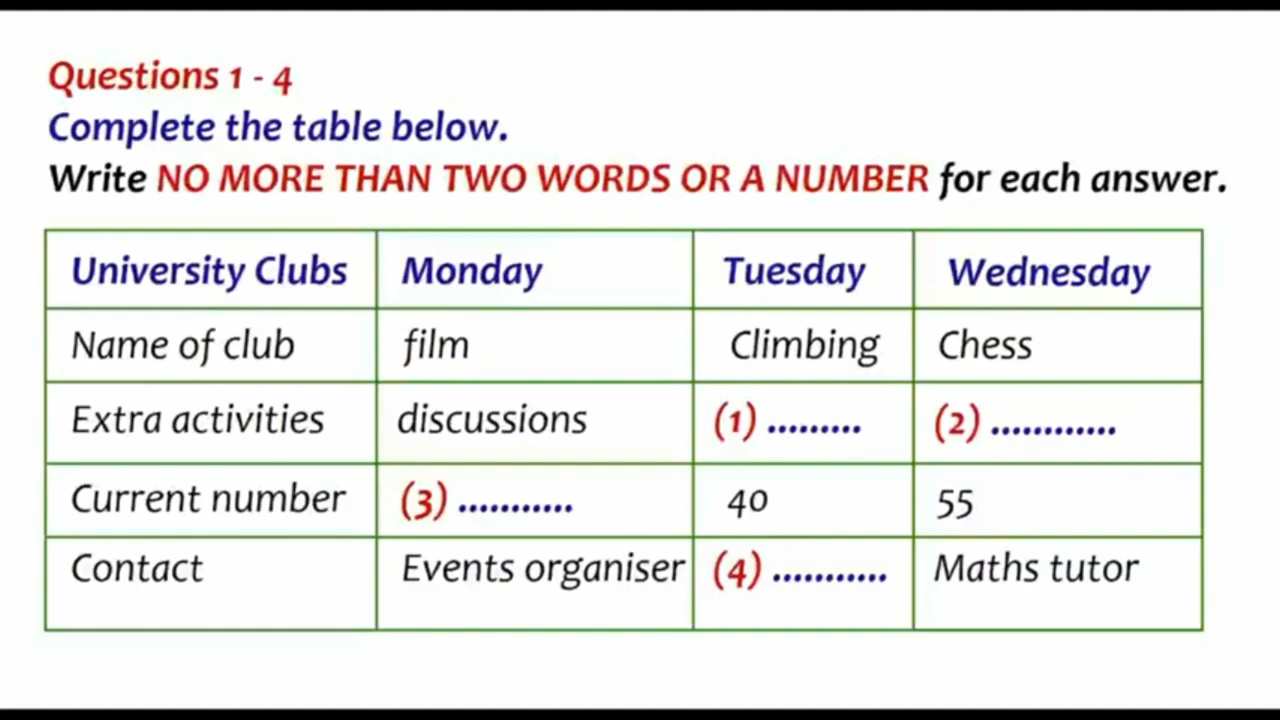 Questions 1 - 4
Complete the table below.
Write NO MORE THAN TWO WORDS OR A NUMBER for each answer.
University Clubs Monday Tuesday Wednesday
Name of club film Climbing Chess
Extra activities discussions (1) ......... (2) ............
Current number (3) ........... 40 55
Contact Events organiser (4) ........... Maths tutor